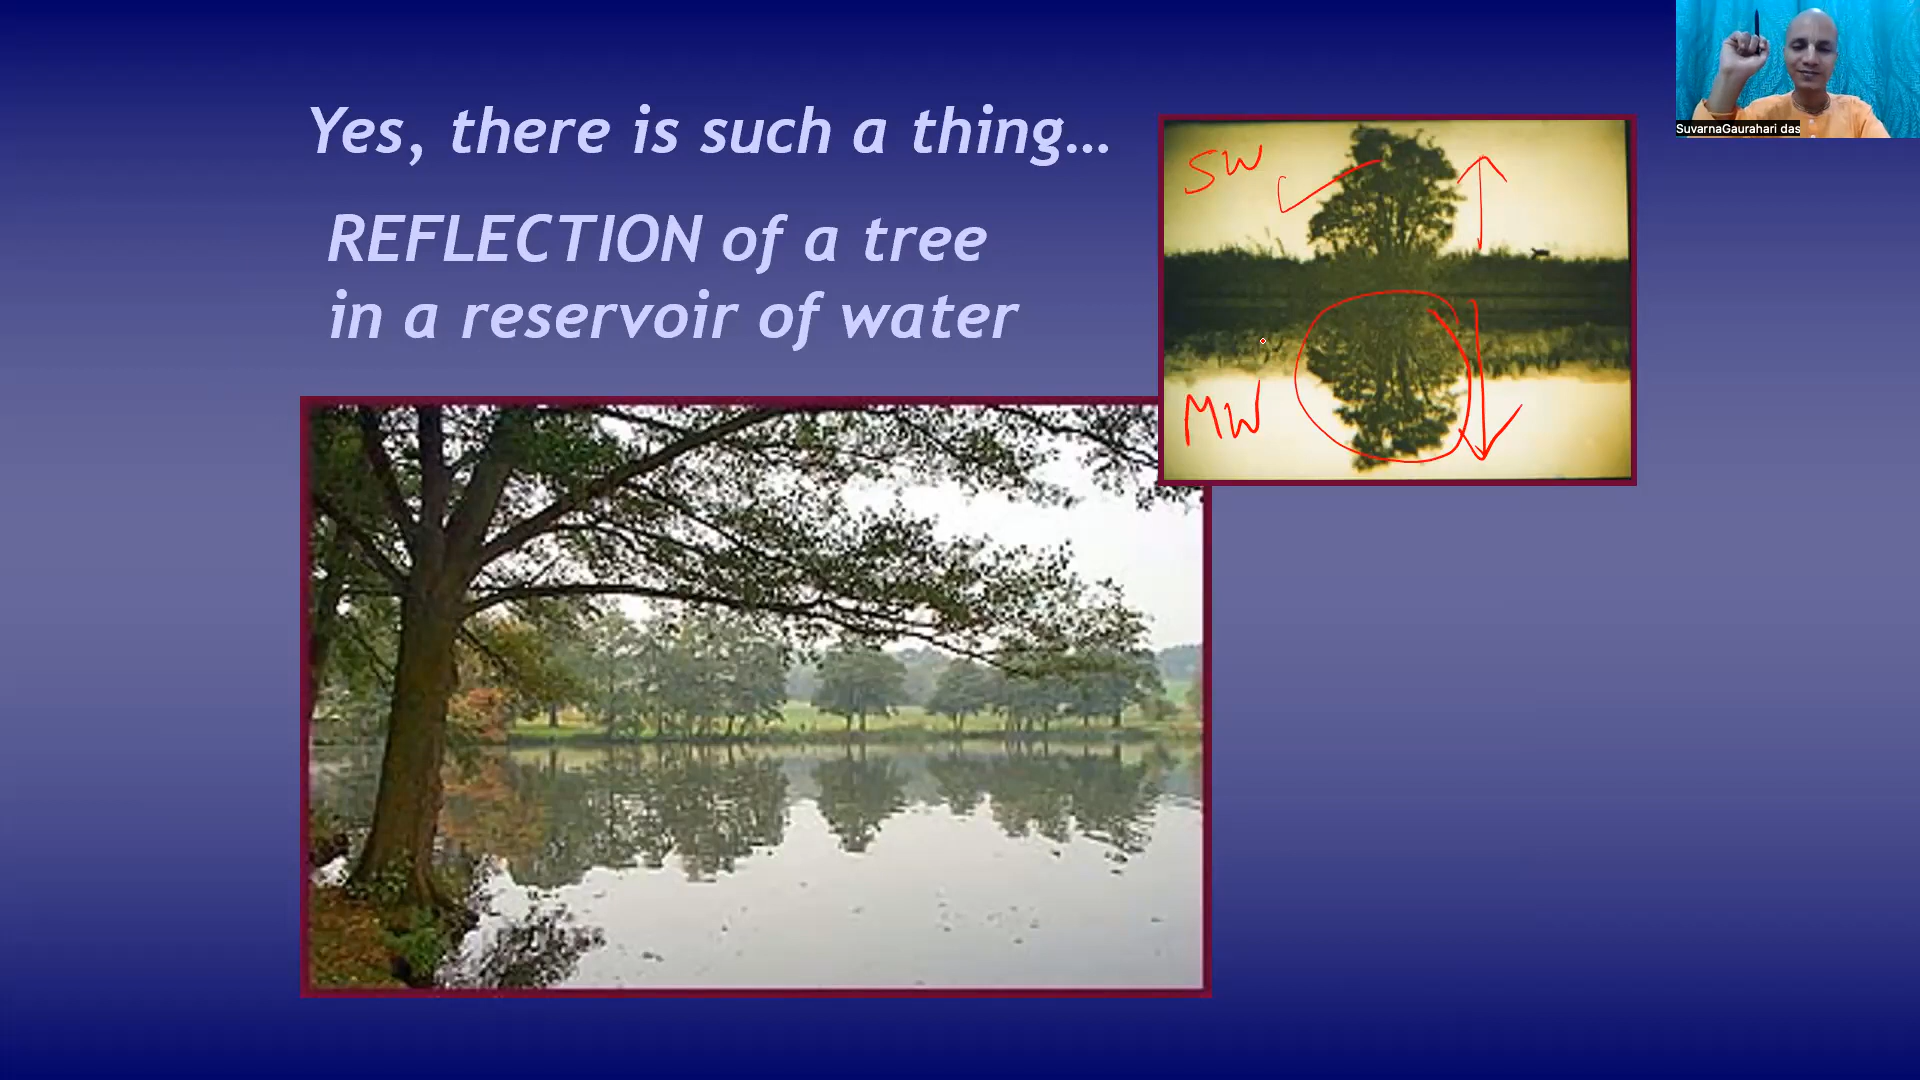 Yes, there is such a thing...
REFLECTION of a tree
in a reservoir of water
SW
MW
SuvarnaGaurahari das